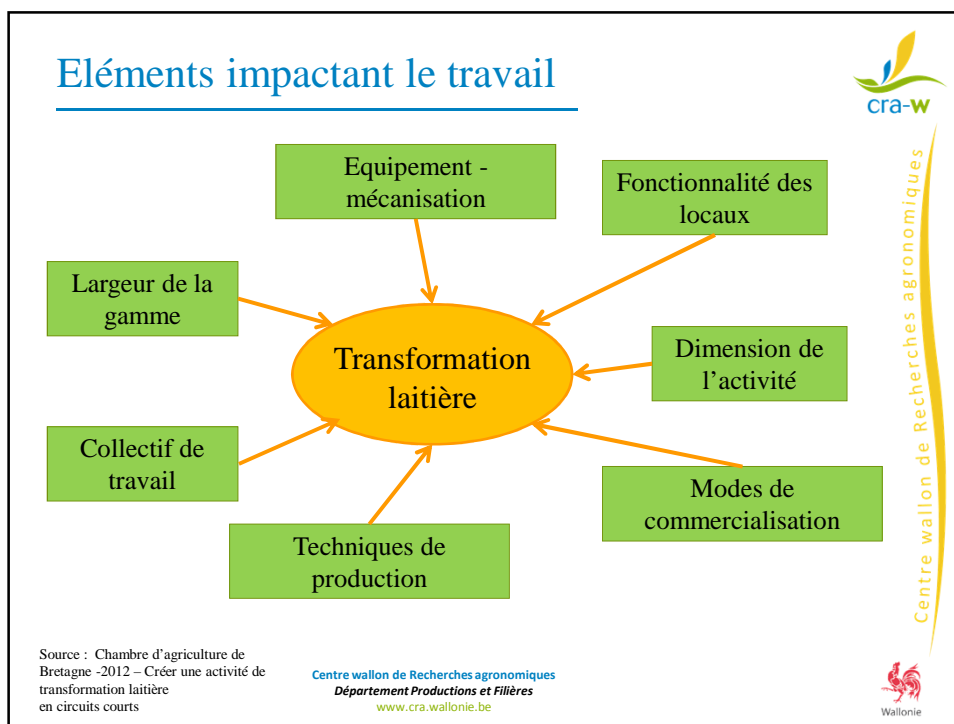 Eléments impactant le travail
cra-w
Equipement -
mécanisation
Fonctionnalité des
locaux
Largeur de la
gamme
Transformation
laitière
Dimension de
l’activité
Collectif de
travail
Modes de
commercialisation
Techniques de
production
Centre wallon de Recherches agronomiques
Source : Chambre d’agriculture de
Bretagne -2012 – Créer une activité de
transformation laitière
en circuits courts
Centre wallon de Recherches agronomiques
Département Productions et Filières
www.cra.wallonie.be
Wallonie